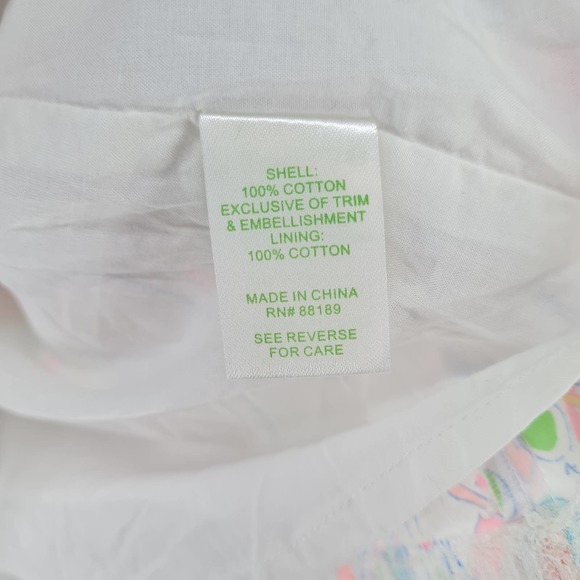 SHELL:
100% COTTON
EXCLUSIVE OF TRIM
& EMBELLISHMENT
LINING:
100% COTTON
MADE IN CHINA
RN# 88189
SEE REVERSE
FOR CARE